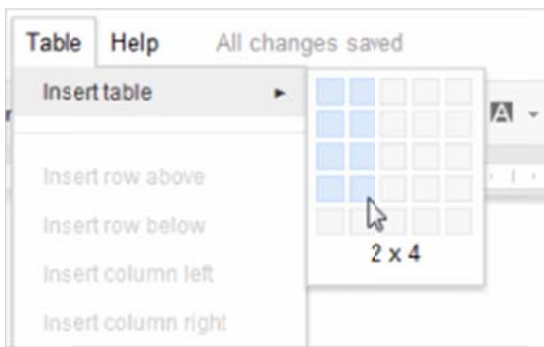 Table Help All changes saved
Insert table
A
Insert row above
Insert row below
Insert column left
Insert column right
2 x 4